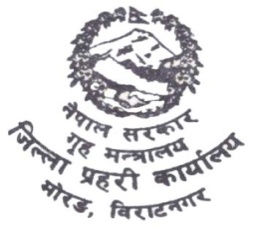 नेपाल सरकार
गृह मन्त्रालय
जिल्ला प्रहरी कार्यालय
मोरङ, विराटनगर